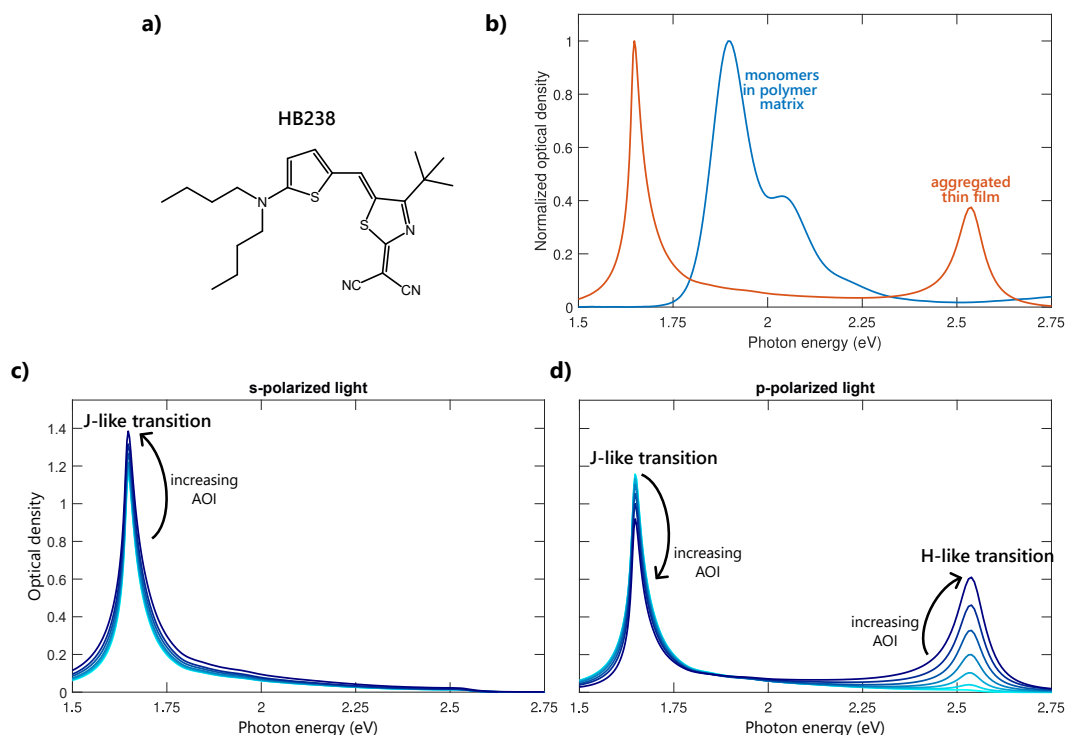 a)
HB238
N
S
S
N
NC
CN
b)
Normalized optical density
1
0.8
0.6
0.4
0.2
0
monomers
in polymer
matrix
aggregated
thin film
1.5 1.75 2 2.25 2.5 2.75
Photon energy (eV)
c)
s-polarized light
Optical density
1.4
1.2
1
0.8
0.6
0.4
0.2
0
J-like transition
increasing
AOI
1.5 1.75 2 2.25 2.5 2.75
Photon energy (eV)
d)
p-polarized light
J-like transition
increasing
AOI
H-like transition
increasing
AOI
1.5 1.75 2 2.25 2.5 2.75
Photon energy (eV)